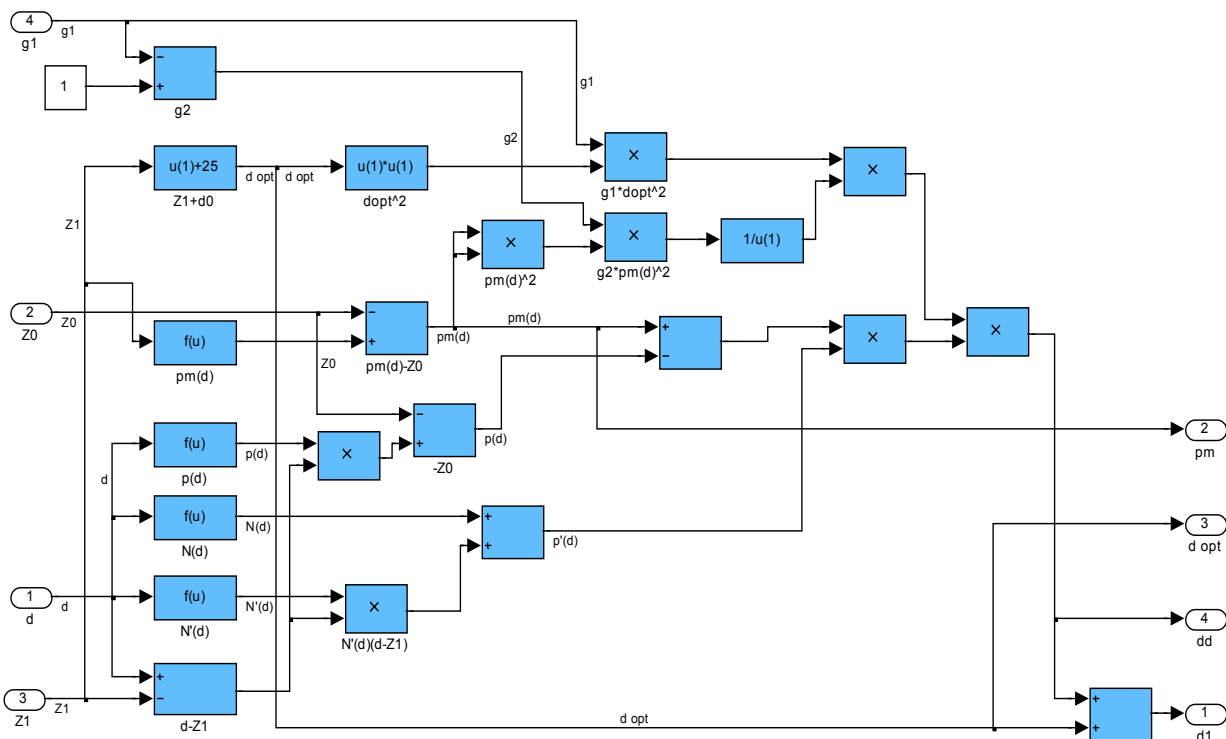 4
g1
g1
−
+
1
g2
g1
g2
u(1)+25
Z1+d0
d opt
d opt
u(1)*u(1)
dopt^2
×
g1*dopt^2
×
Z1
×
pm(d)^2
×
g2*pm(d)^2
1/u(1)
2
Z0
Z0
−
+
pm(d)-Z0
pm(d)
pm(d)
f(u)
pm(d)
Z0
+
−
×
×
−
+
-Z0
p(d)
f(u)
p(d)
p(d)
×
2
pm
d
f(u)
N(d)
N(d)
+
+
p'(d)
3
d opt
1
d
d
f(u)
N'(d)
N'(d)
×
N'(d)(d-Z1)
4
dd
3
Z1
Z1
+
−
d-Z1
d opt
+
+
1
d1